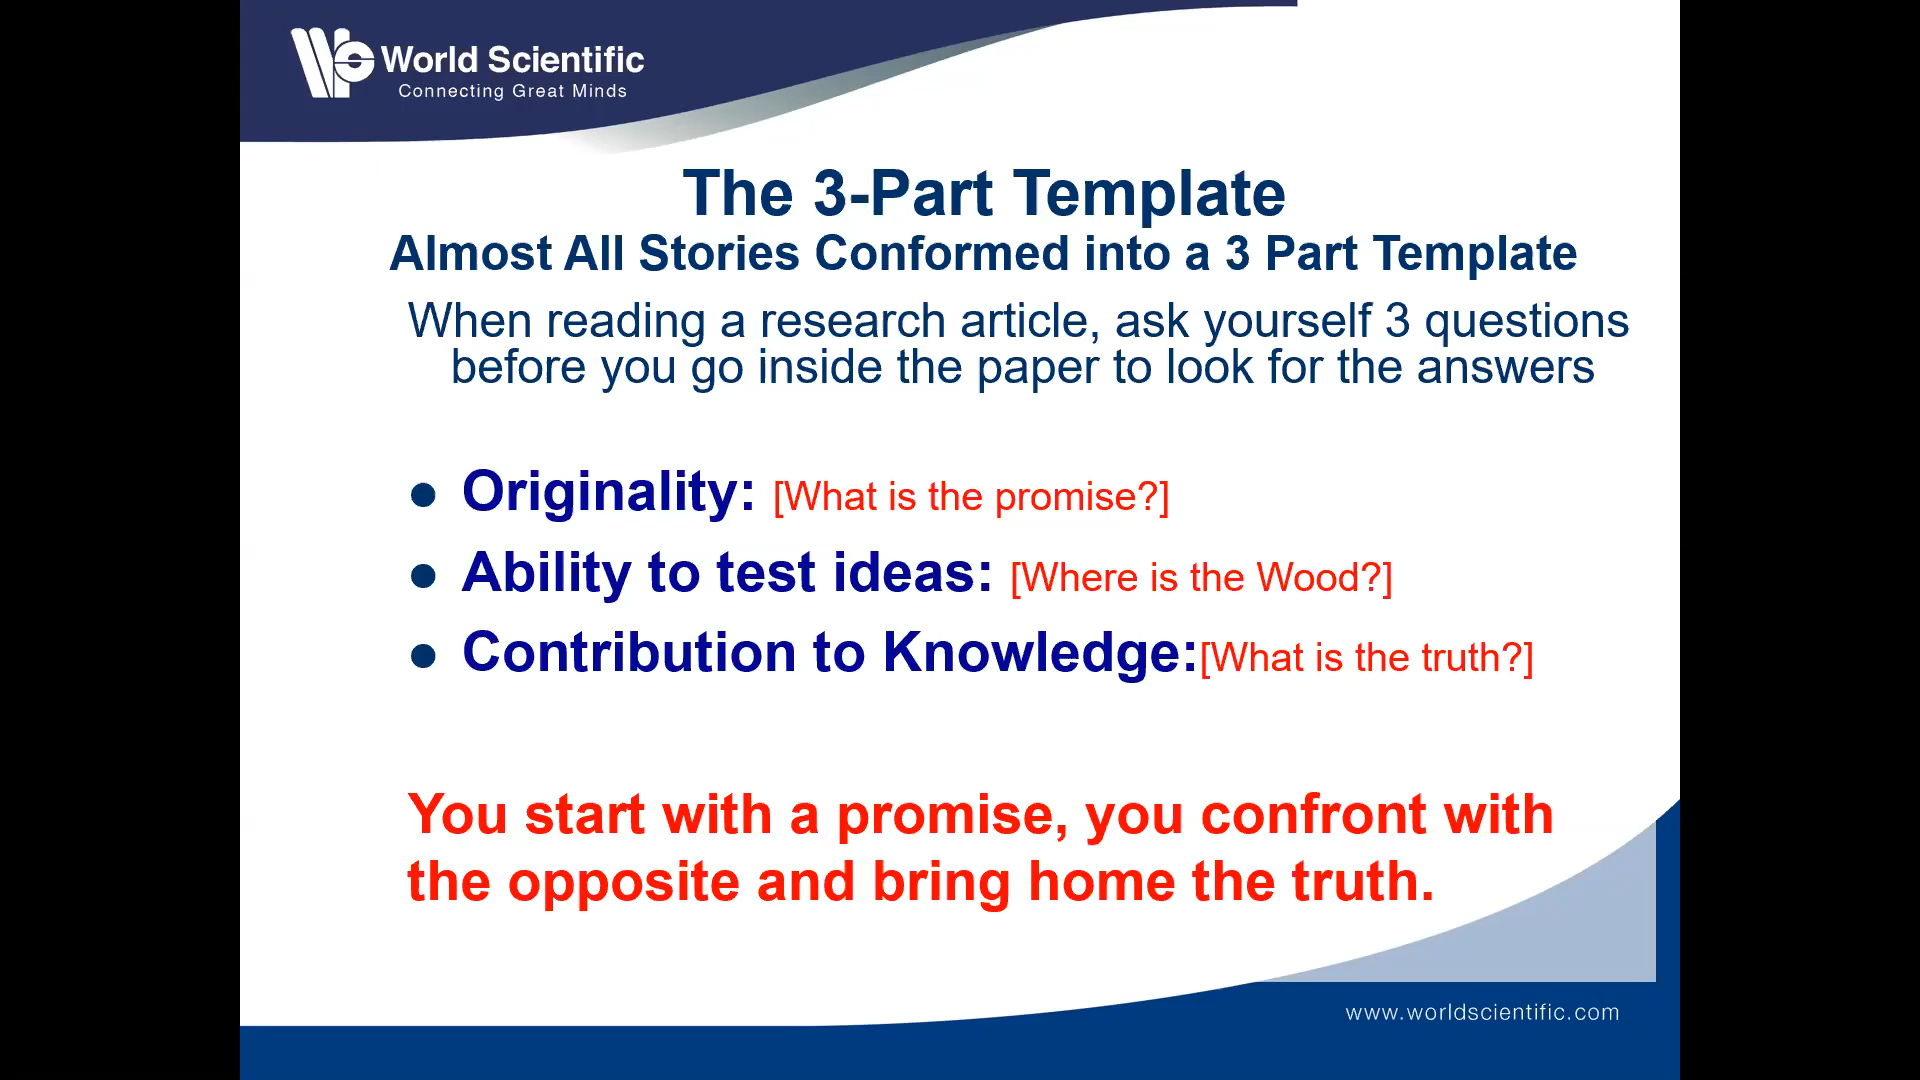 World Scientific
Connecting Great Minds
The 3-Part Template
Almost All Stories Conformed into a 3 Part Template
When reading a research article, ask yourself 3 questions
before you go inside the paper to look for the answers
● Originality: [What is the promise?]
● Ability to test ideas: [Where is the Wood?]
● Contribution to Knowledge:[What is the truth?]
You start with a promise, you confront with
the opposite and bring home the truth.
www.worldscientific.com